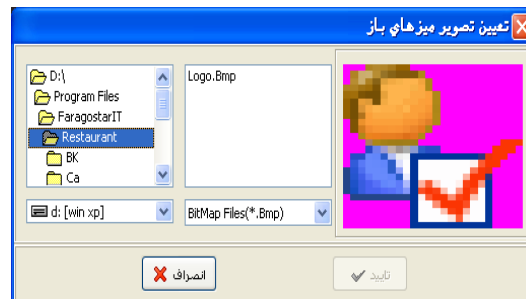 تعيين تصوير ميزهاي باز
D:\
Program Files
FaragostarIT
Restaurant
BK
Ca
Logo.Bmp
d: [win xp]
BitMap Files(*.Bmp)
انصراف
تاييد